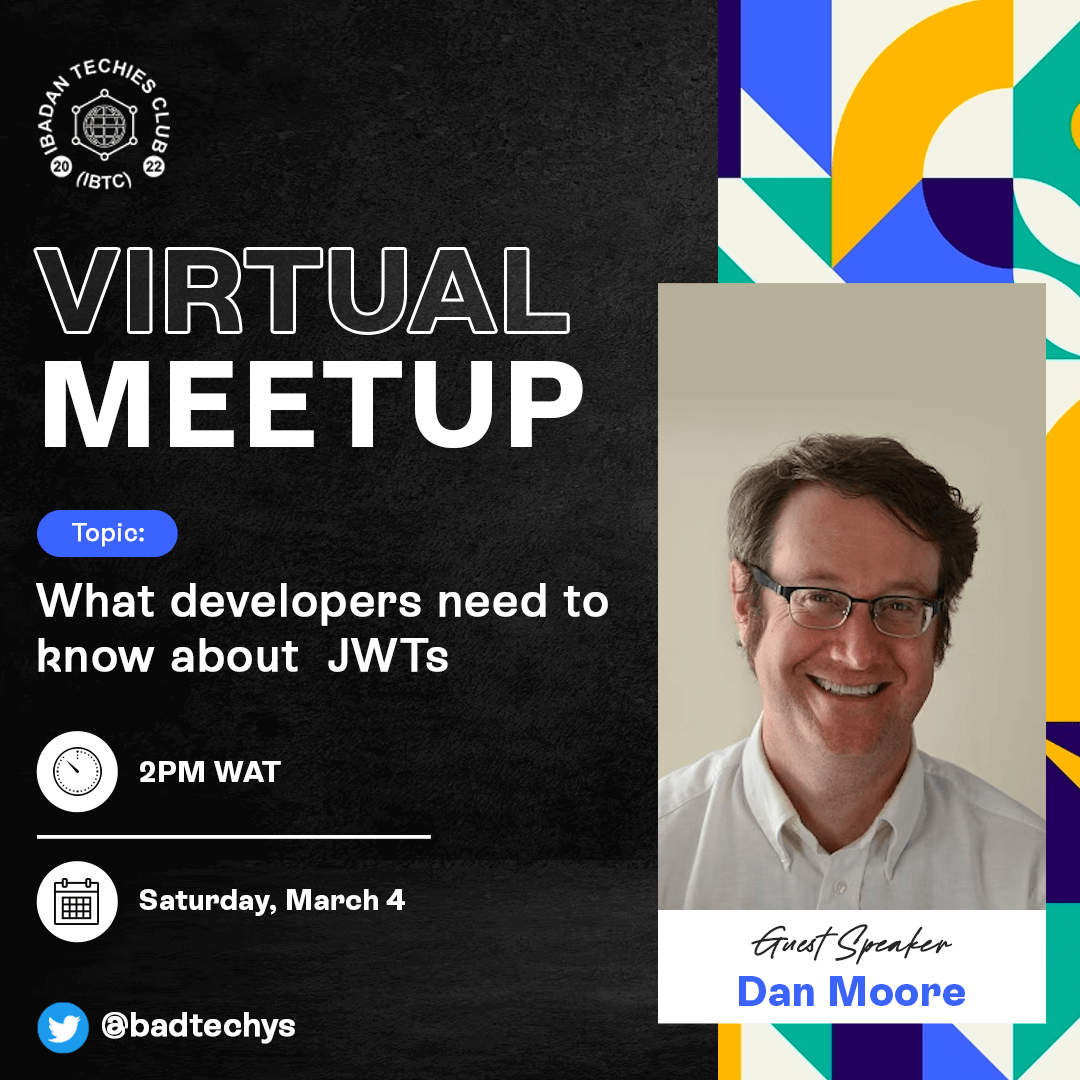 IBADAN TECHIES CLUB
20 22
(IBTC)
VIRTUAL
MEETUP
Topic:
What developers need to
know about JWTs
2PM WAT
Saturday, March 4
@badtechys
Guest Speaker
Dan Moore